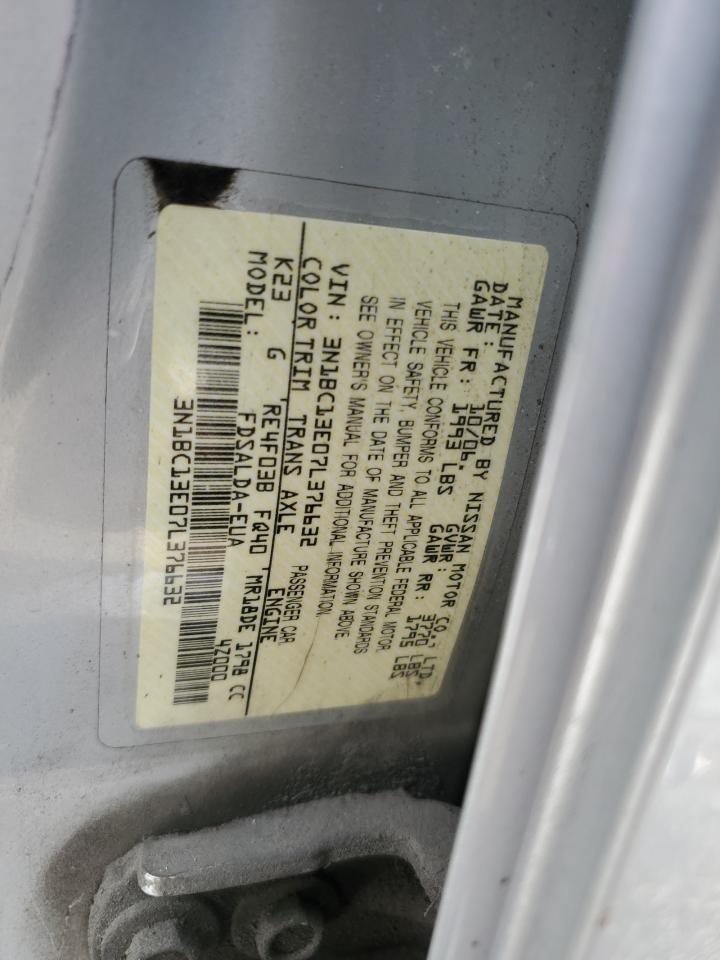 MANUFACTURED BY NISSAN MOTOR CO., LTD.
DATE: 10/06. GVWR: 3770 LBS
GAWR FR: 1993 LBS GAWR RR: 1795 LBS
THIS VEHICLE CONFORMS TO ALL APPLICABLE FEDERAL MOTOR
VEHICLE SAFETY, BUMPER AND THEFT PREVENTION STANDARDS
IN EFFECT ON THE DATE OF MANUFACTURE SHOWN ABOVE.
SEE OWNER'S MANUAL FOR ADDITIONAL INFORMATION.
VIN: 3N1BC13E07L376632 PASSENGER CAR
COLOR TRIM TRANS AXLE ENGINE
K23 G RE4F03B FQ40 MR18DE 1798 CC
MODEL: FDSALDA-EUA 4Z000
3N1BC13E07L376632